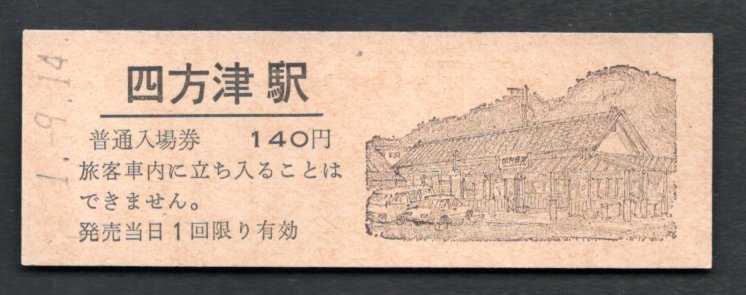 1.-9.14
四方津駅
普通入場券 140円
旅客車内に立ち入ることは
できません。
発売当日1回限り有効